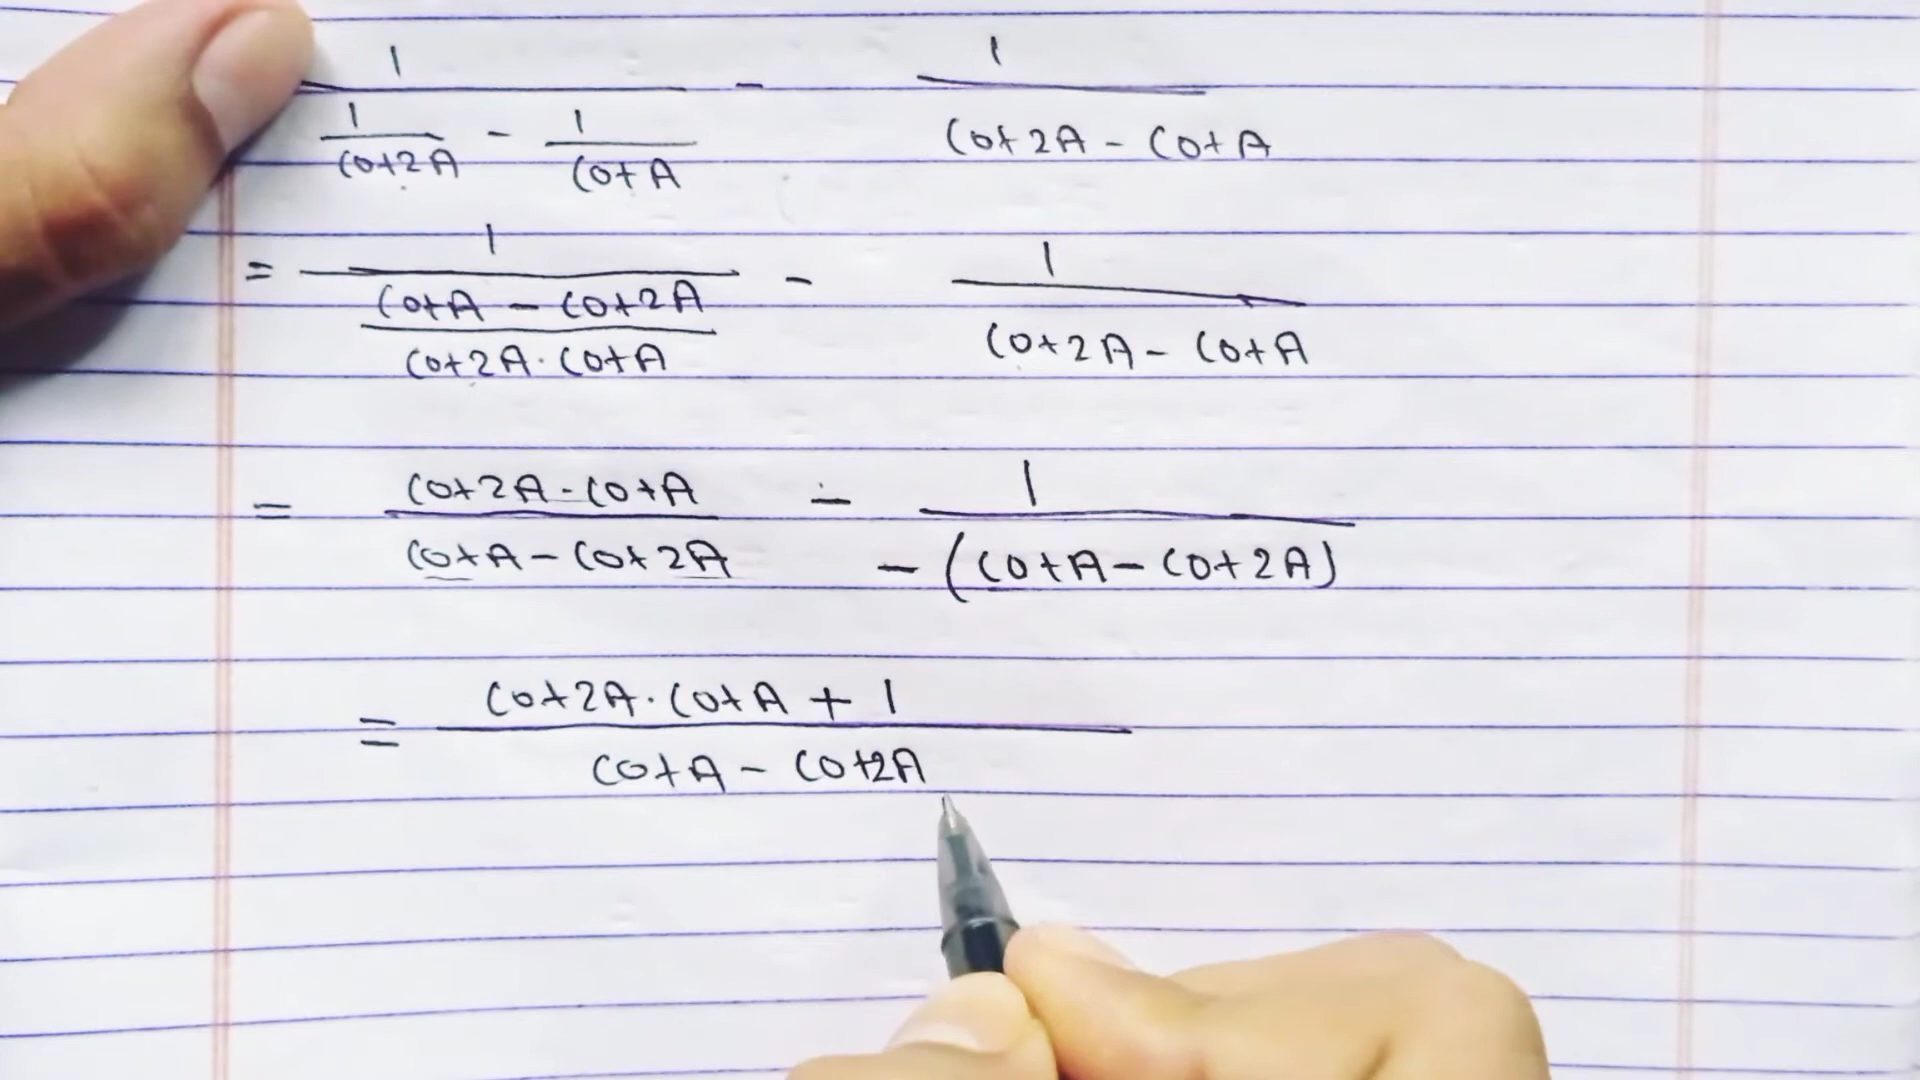 1/(1/cot2A - 1/cotA) - 1/(cot2A - cotA)
= 1/((cotA - cot2A)/(cot2A·cotA)) - 1/(cot2A - cotA)
= (cot2A·cotA)/(cotA - cot2A) - 1/(-(cotA - cot2A))
= (cot2A·cotA + 1)/(cotA - cot2A)